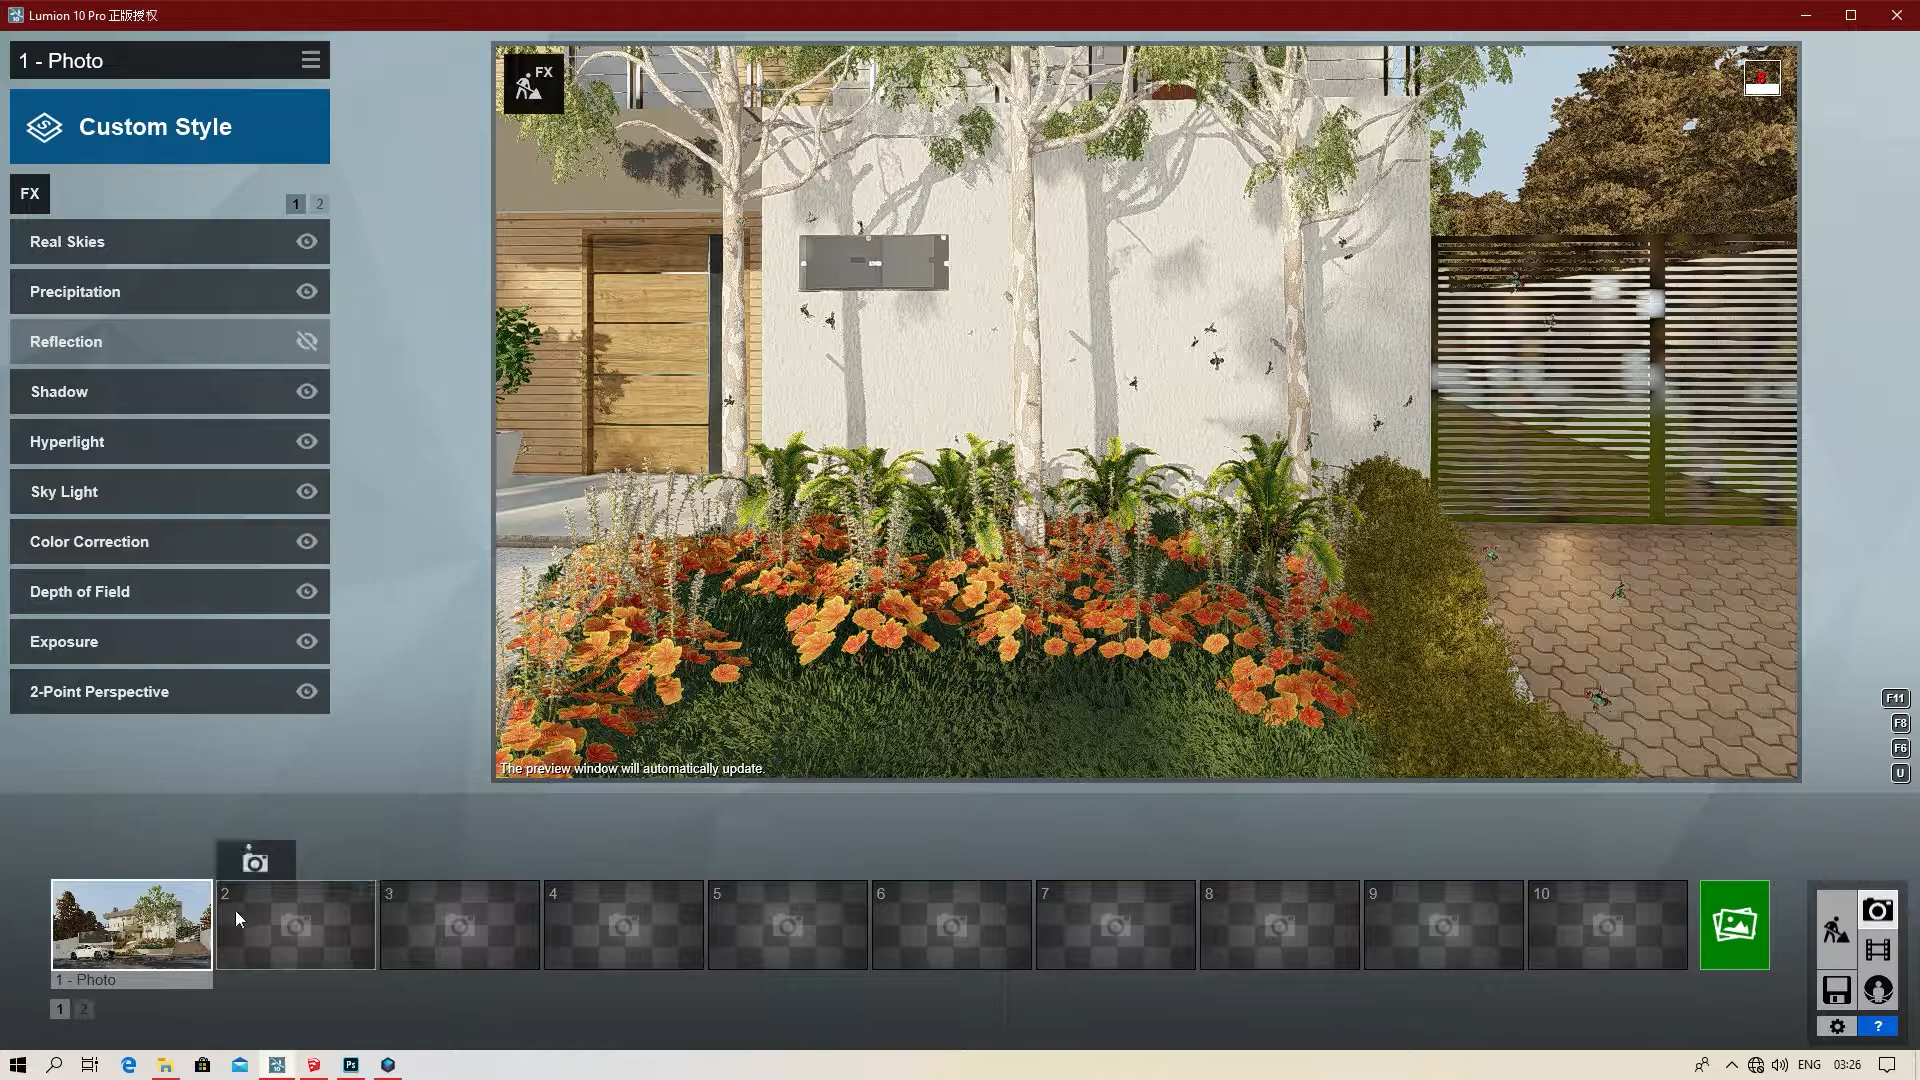 Lumion 10 Pro 正版授权
1 - Photo
Custom Style
FX
1 2
Real Skies
Precipitation
Reflection
Shadow
Hyperlight
Sky Light
Color Correction
Depth of Field
Exposure
2-Point Perspective
FX
8
The preview window will automatically update.
F11
F8
F6
U
2
3
4
5
6
7
8
9
10
1 - Photo
1 2
?
Ps
ENG
03:26